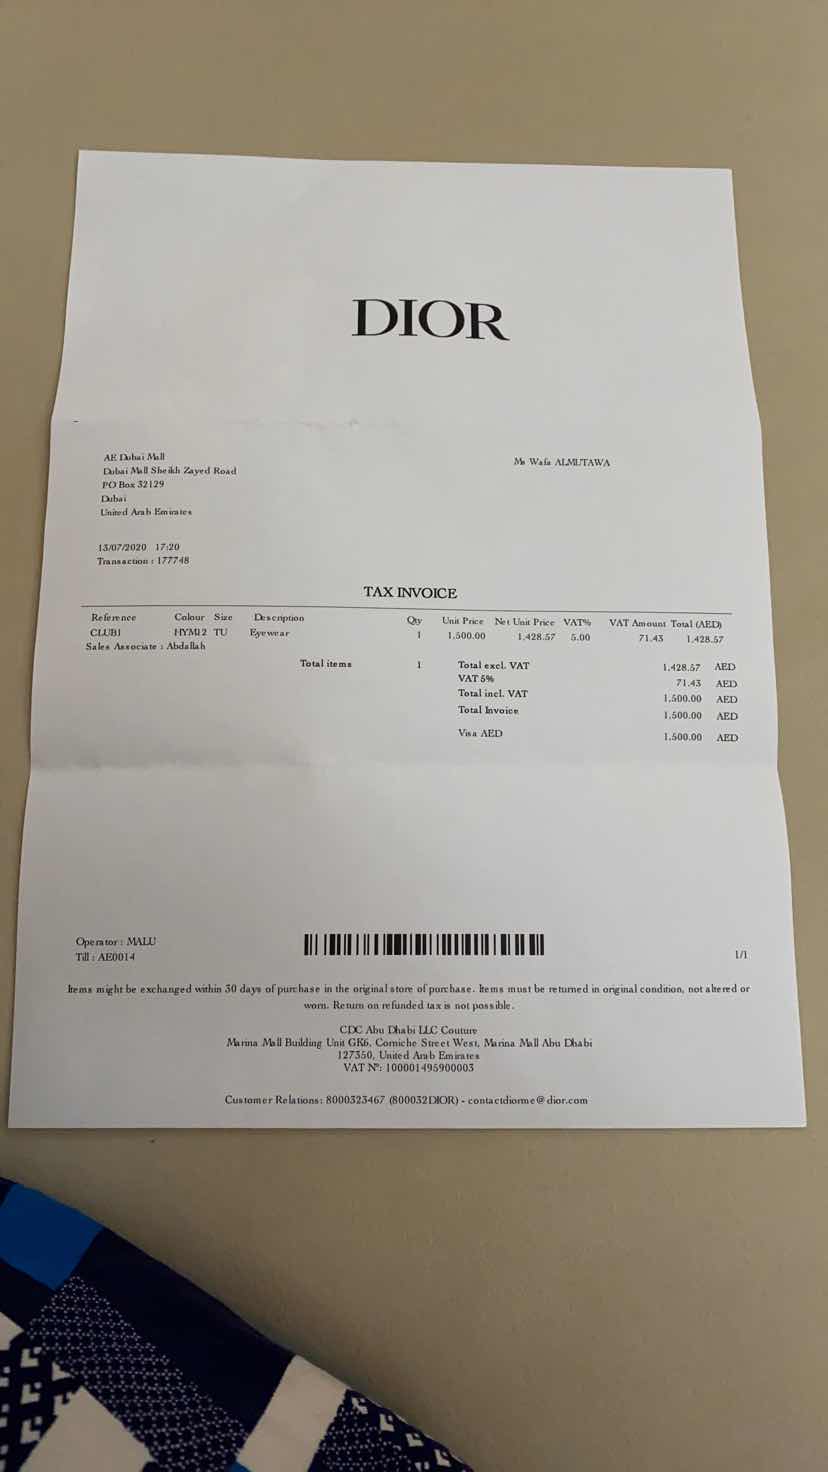 DIOR
AE Dubai Mall
Dubai Mall Sheikh Zayed Road
PO Box 32129
Dubai
United Arab Emirates
Ms Wafa ALMUTAWA
13/07/2020 17:20
Transaction : 177748
TAX INVOICE
Reference Colour Size Description Qty Unit Price Net Unit Price VAT% VAT Amount Total (AED)
CLUB1 HYM12 TU Eyewear 1 1,500.00 1,428.57 5.00 71.43 1,428.57
Sales Associate : Abdallah
Total items 1 Total excl. VAT 1,428.57 AED
VAT 5% 71.43 AED
Total incl. VAT 1,500.00 AED
Total Invoice 1,500.00 AED
Visa AED 1,500.00 AED
Operator : MALU
Till : AE0014
1/1
Items might be exchanged within 30 days of purchase in the original store of purchase. Items must be returned in original condition, not altered or
worn. Return on refunded tax is not possible.
CDC Abu Dhabi LLC Couture
Marina Mall Building Unit GK6, Corniche Street West, Marina Mall Abu Dhabi
127350, United Arab Emirates
VAT Nº: 100001495900003
Customer Relations: 8000323467 (800032DIOR) - contactdiorme@dior.com